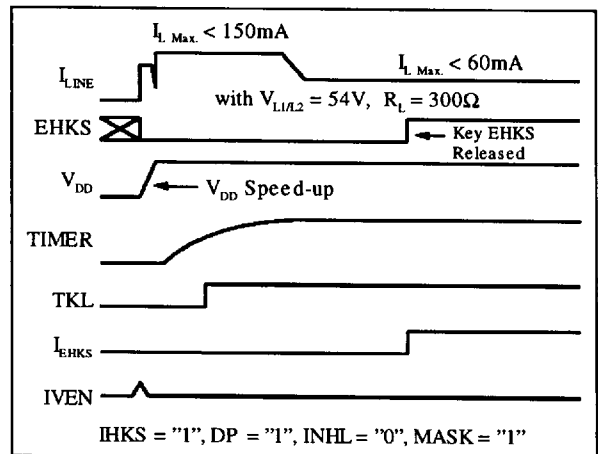 I_L Max. < 150mA
I_L Max. < 60mA
I_LINE
with V_L1/L2 = 54V, R_L = 300Ω
EHKS
Key EHKS
Released
V_DD
V_DD Speed-up
TIMER
TKL
I_EHKS
IVEN
IHKS = "1", DP = "1", INHL = "0", MASK = "1"